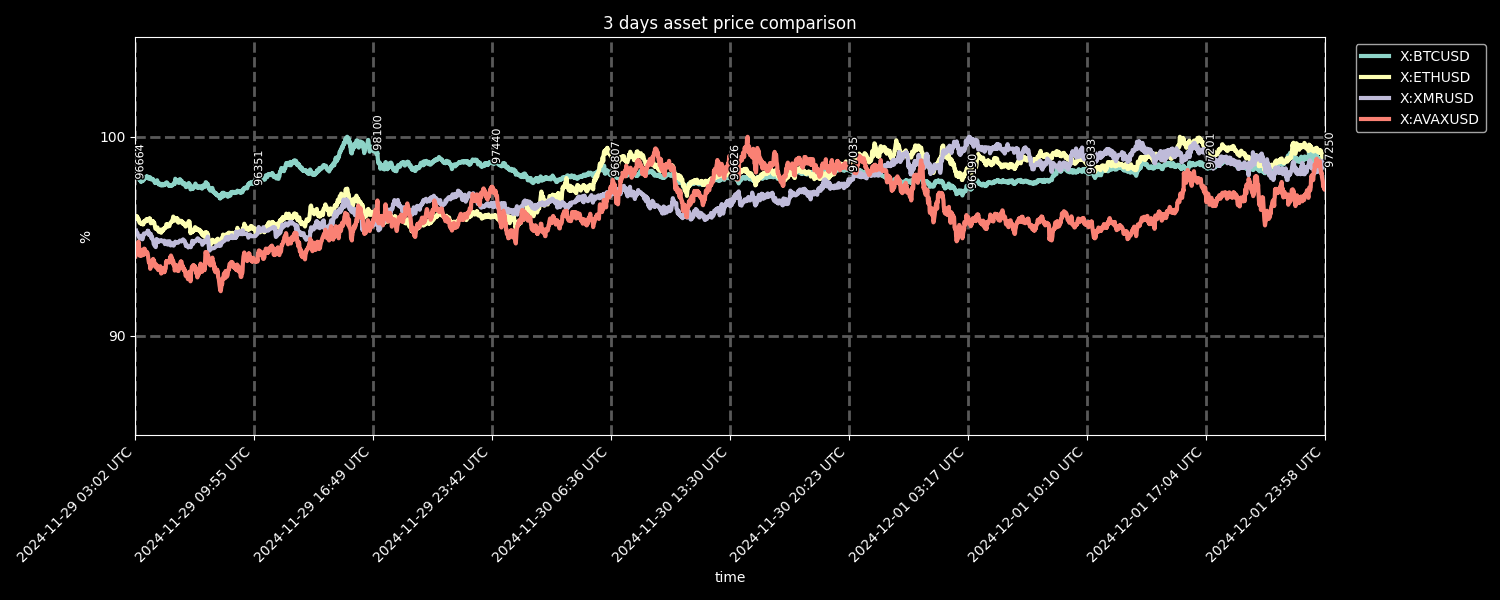 3 days asset price comparison
X:BTCUSD
X:ETHUSD
X:XMRUSD
X:AVAXUSD
100
90
%
96664
96351
98100
97440
96807
96626
97035
96190
96933
97201
97250
2024-11-29 03:02 UTC
2024-11-29 09:55 UTC
2024-11-29 16:49 UTC
2024-11-29 23:42 UTC
2024-11-30 06:36 UTC
2024-11-30 13:30 UTC
2024-11-30 20:23 UTC
2024-12-01 03:17 UTC
2024-12-01 10:10 UTC
2024-12-01 17:04 UTC
2024-12-01 23:58 UTC
time